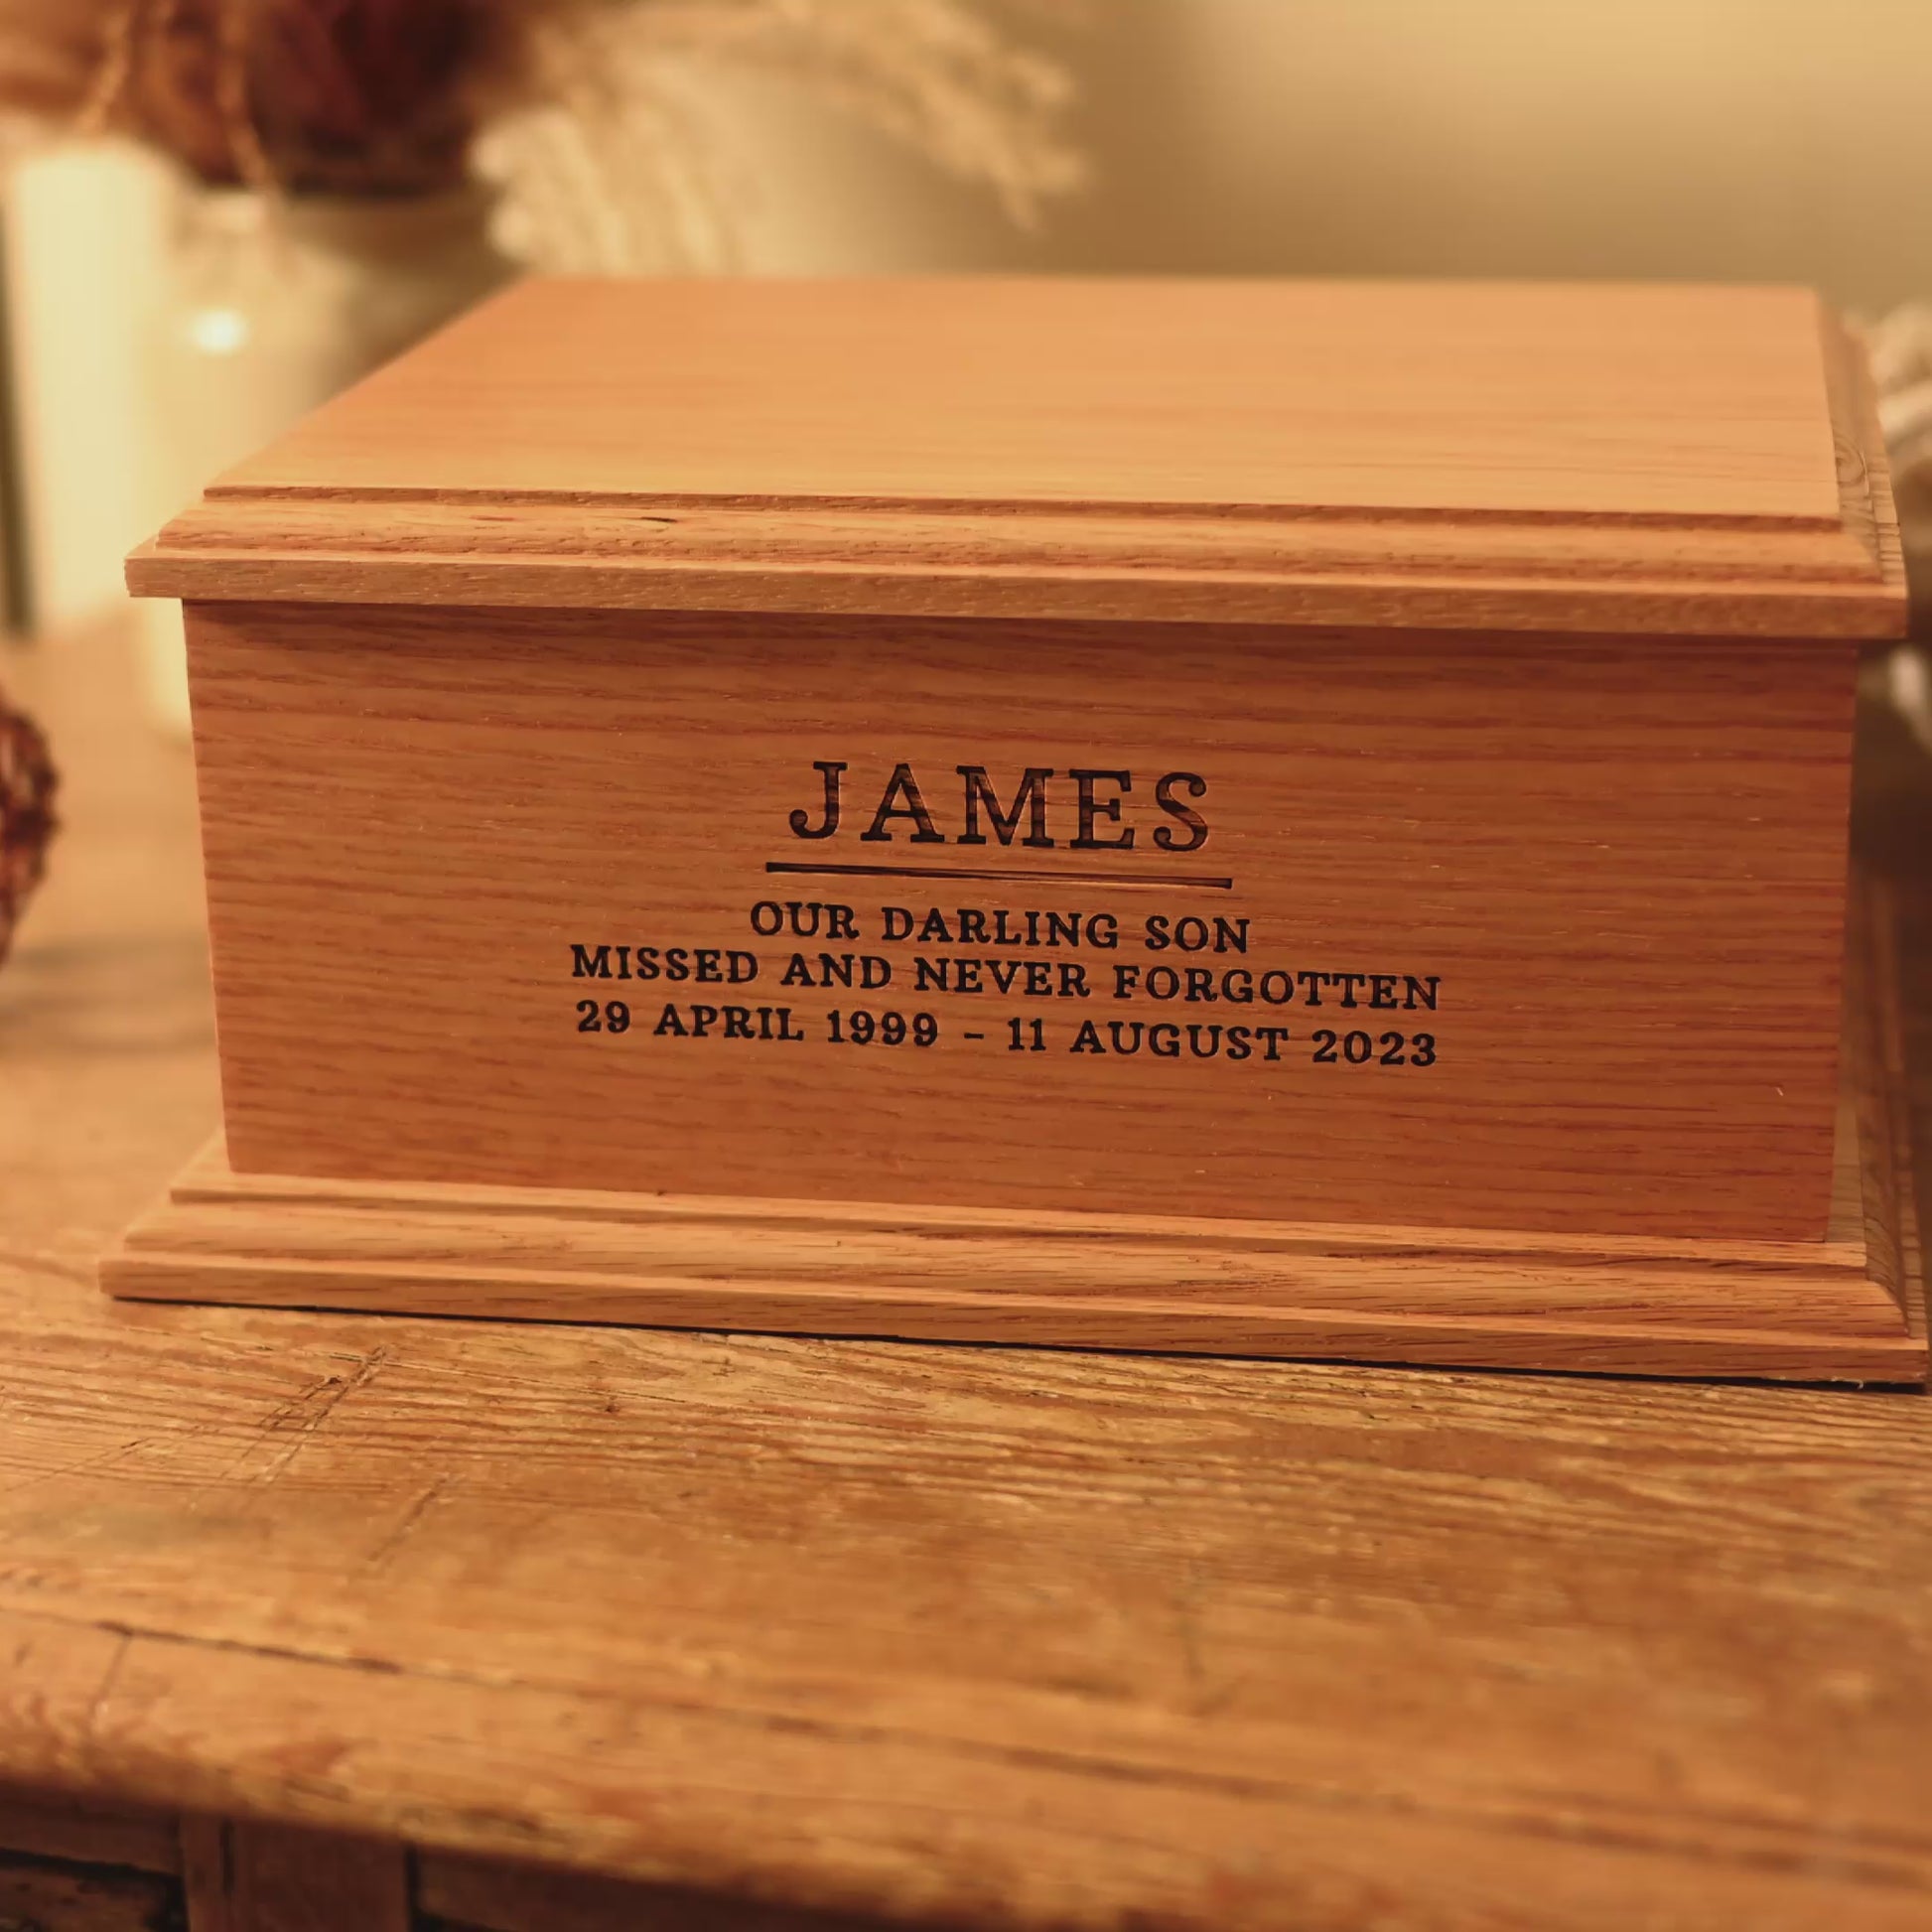 JAMES
OUR DARLING SON
MISSED AND NEVER FORGOTTEN
29 APRIL 1999 - 11 AUGUST 2023